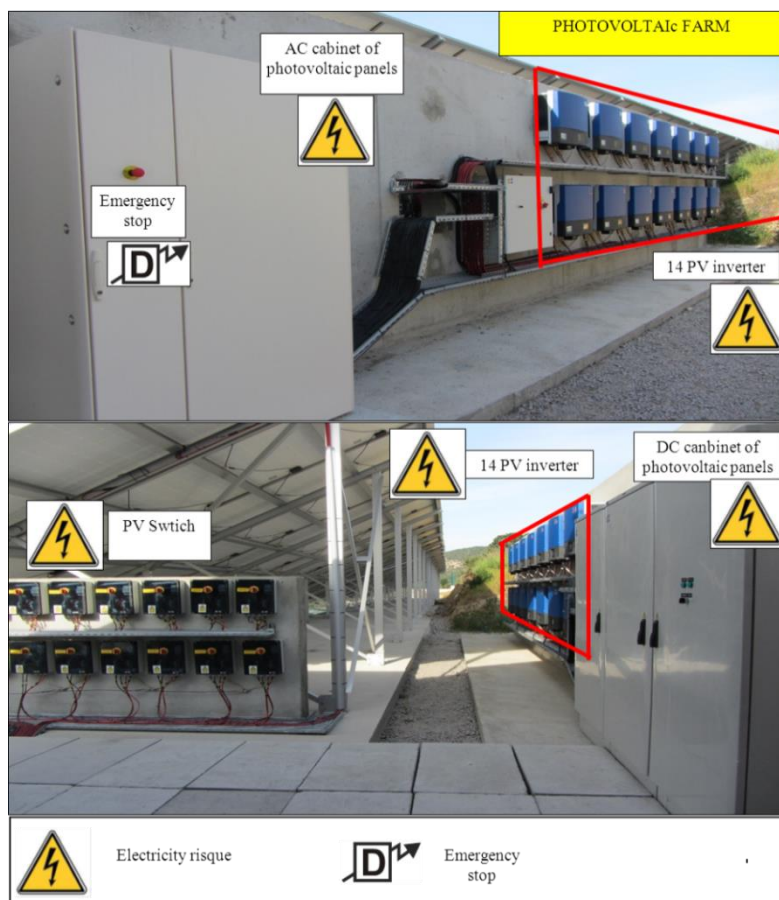 PHOTOVOLTAIc FARM
AC cabinet of
photovoltaic panels
Emergency
stop
D
14 PV inverter
14 PV inverter
DC canbinet of
photovoltaic panels
PV Swtich
Electricity risque
D
Emergency
stop